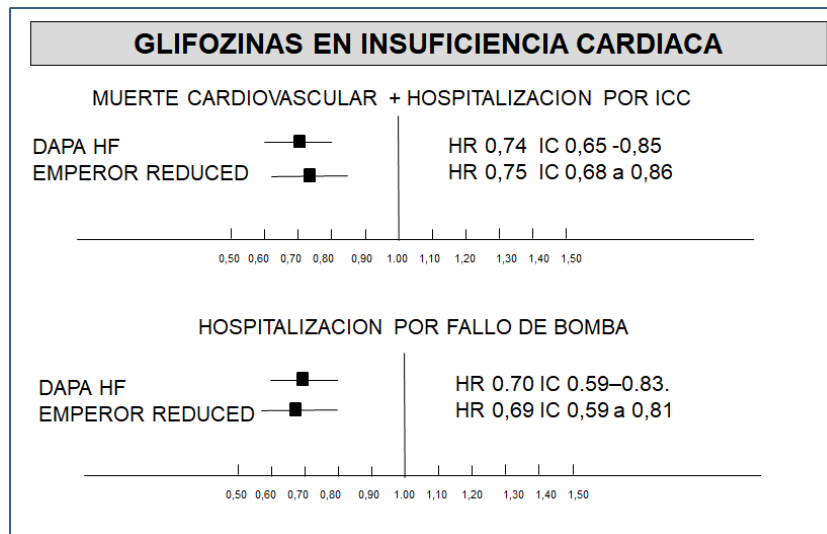 GLIFOZINAS EN INSUFICIENCIA CARDIACA
MUERTE CARDIOVASCULAR + HOSPITALIZACION POR ICC
DAPA HF HR 0,74 IC 0,65 -0,85
EMPEROR REDUCED HR 0,75 IC 0,68 a 0,86
0,50 0,60 0,70 0,80 0,90 1.00 1,10 1,20 1,30 1,40 1,50
HOSPITALIZACION POR FALLO DE BOMBA
DAPA HF HR 0.70 IC 0.59–0.83.
EMPEROR REDUCED HR 0,69 IC 0,59 a 0,81
0,50 0,60 0,70 0,80 0,90 1.00 1,10 1,20 1,30 1,40 1,50